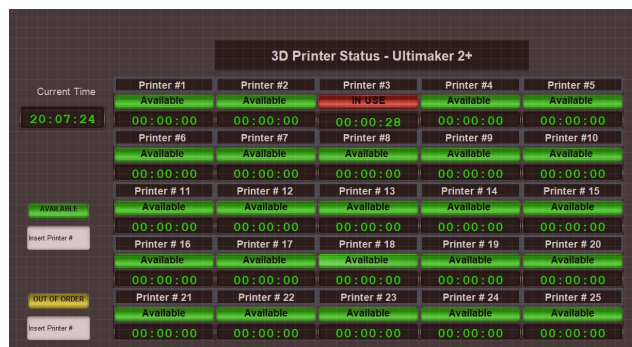 3D Printer Status - Ultimaker 2+
Current Time
20:07:24
Printer #1 Printer #2 Printer #3 Printer #4 Printer #5
Available Available IN USE Available Available
00:00:00 00:00:00 00:00:28 00:00:00 00:00:00
Printer #6 Printer #7 Printer #8 Printer #9 Printer #10
Available Available Available Available Available
00:00:00 00:00:00 00:00:00 00:00:00 00:00:00
Printer # 11 Printer # 12 Printer # 13 Printer # 14 Printer # 15
AVAILABLE Available Available Available Available Available
Insert Printer # 00:00:00 00:00:00 00:00:00 00:00:00 00:00:00
Printer # 16 Printer # 17 Printer # 18 Printer # 19 Printer # 20
Available Available Available Available Available
00:00:00 00:00:00 00:00:00 00:00:00 00:00:00
OUT OF ORDER Printer # 21 Printer # 22 Printer # 23 Printer # 24 Printer # 25
Available Available Available Available Available
Insert Printer # 00:00:00 00:00:00 00:00:00 00:00:00 00:00:00